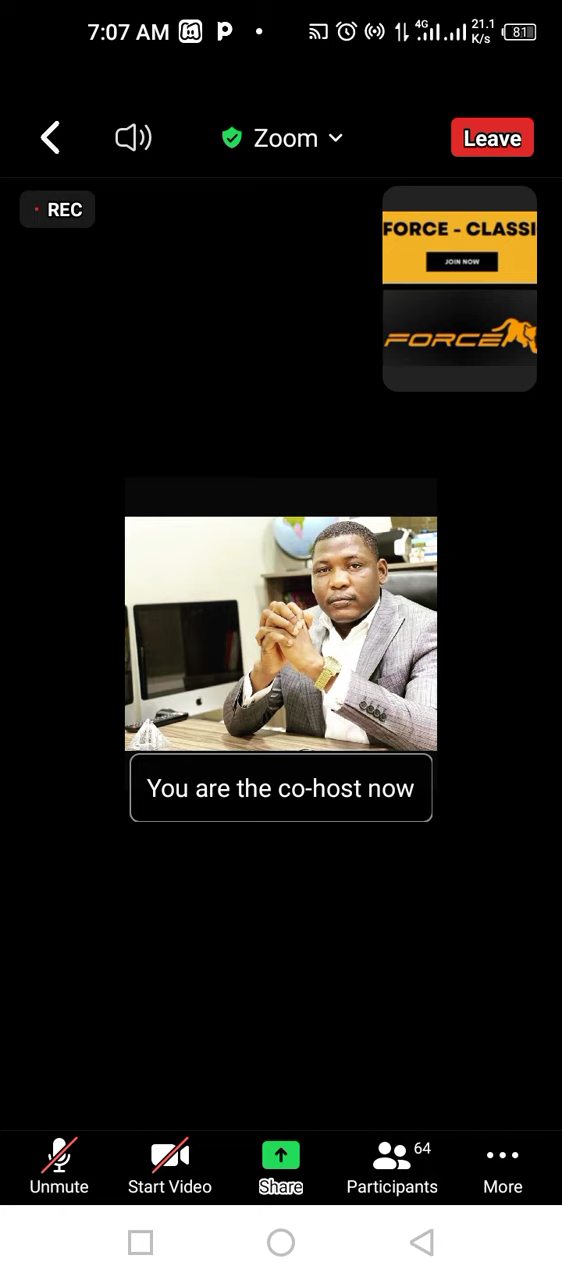 7:07 AM
4G
21.1
K/s
81
Zoom
Leave
REC
FORCE - CLASSI
JOIN NOW
FORCE
You are the co-host now
64
Unmute
Start Video
Share
Participants
More